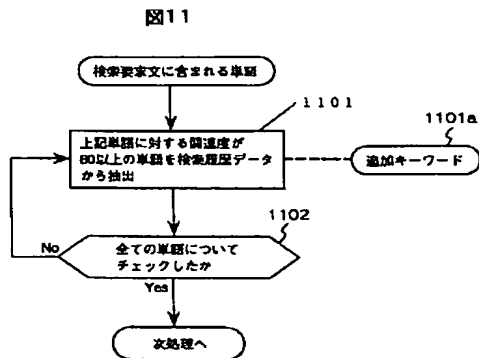 図11
検索要求文に含まれる単語
1101
上記単語に対する関連度が
80以上の単語を検索履歴データ
から抽出
1101a
追加キーワード
1102
全ての単語について
チェックしたか
No
Yes
次処理へ